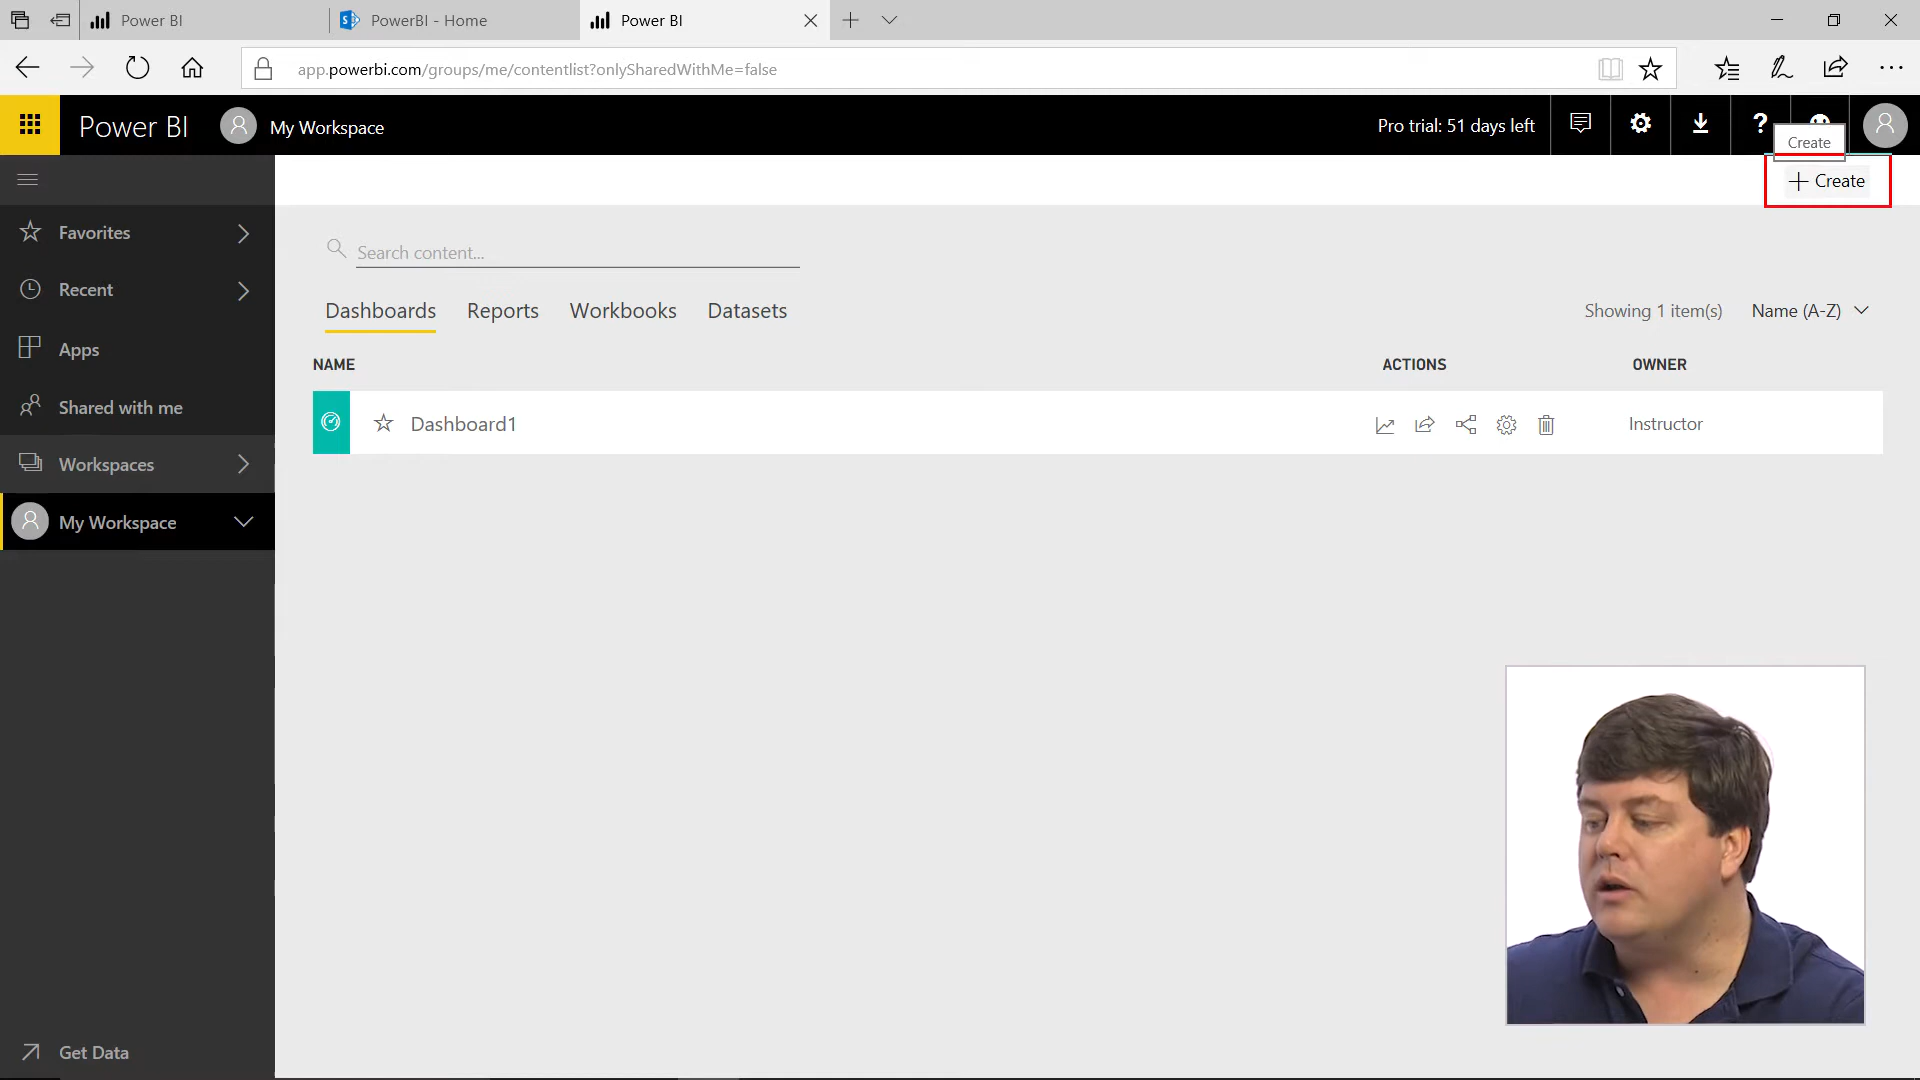 Power BI
PowerBI - Home
Power BI
app.powerbi.com/groups/me/contentlist?onlySharedWithMe=false
Power BI
My Workspace
Pro trial: 51 days left
?
Create
+ Create
Favorites
Recent
Apps
Shared with me
Workspaces
My Workspace
Get Data
Search content...
Dashboards Reports Workbooks Datasets
Showing 1 item(s) Name (A-Z)
NAME ACTIONS OWNER
Dashboard1 Instructor